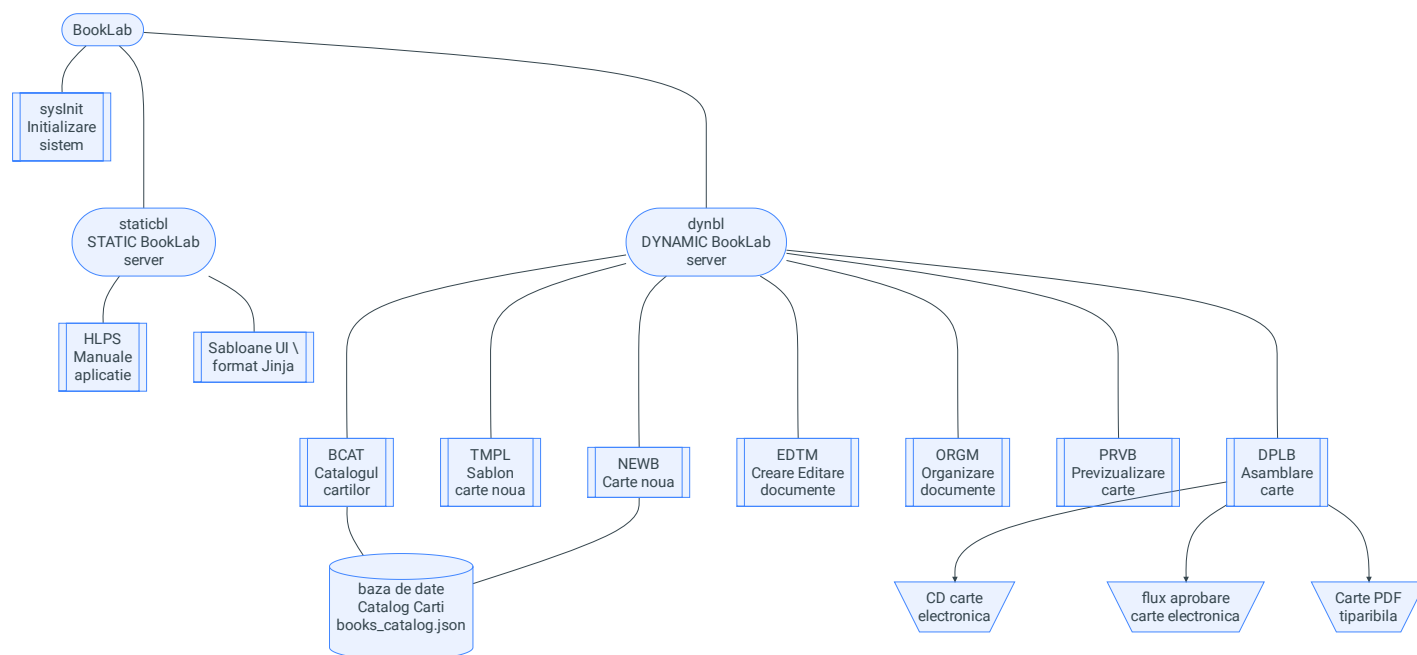 BookLab
sysInit
Initializare
sistem
staticbl
STATIC BookLab
server
dynbl
DYNAMIC BookLab
server
HLPS
Manuale
aplicatie
Sabloane UI \
format Jinja
BCAT
Catalogul
cartilor
TMPL
Sablon
carte noua
NEWB
Carte noua
EDTM
Creare Editare
documente
ORGM
Organizare
documente
PRVB
Previzualizare
carte
DPLB
Asamblare
carte
baza de date
Catalog Carti
books_catalog.json
CD carte
electronica
flux aprobare
carte electronica
Carte PDF
tiparibila